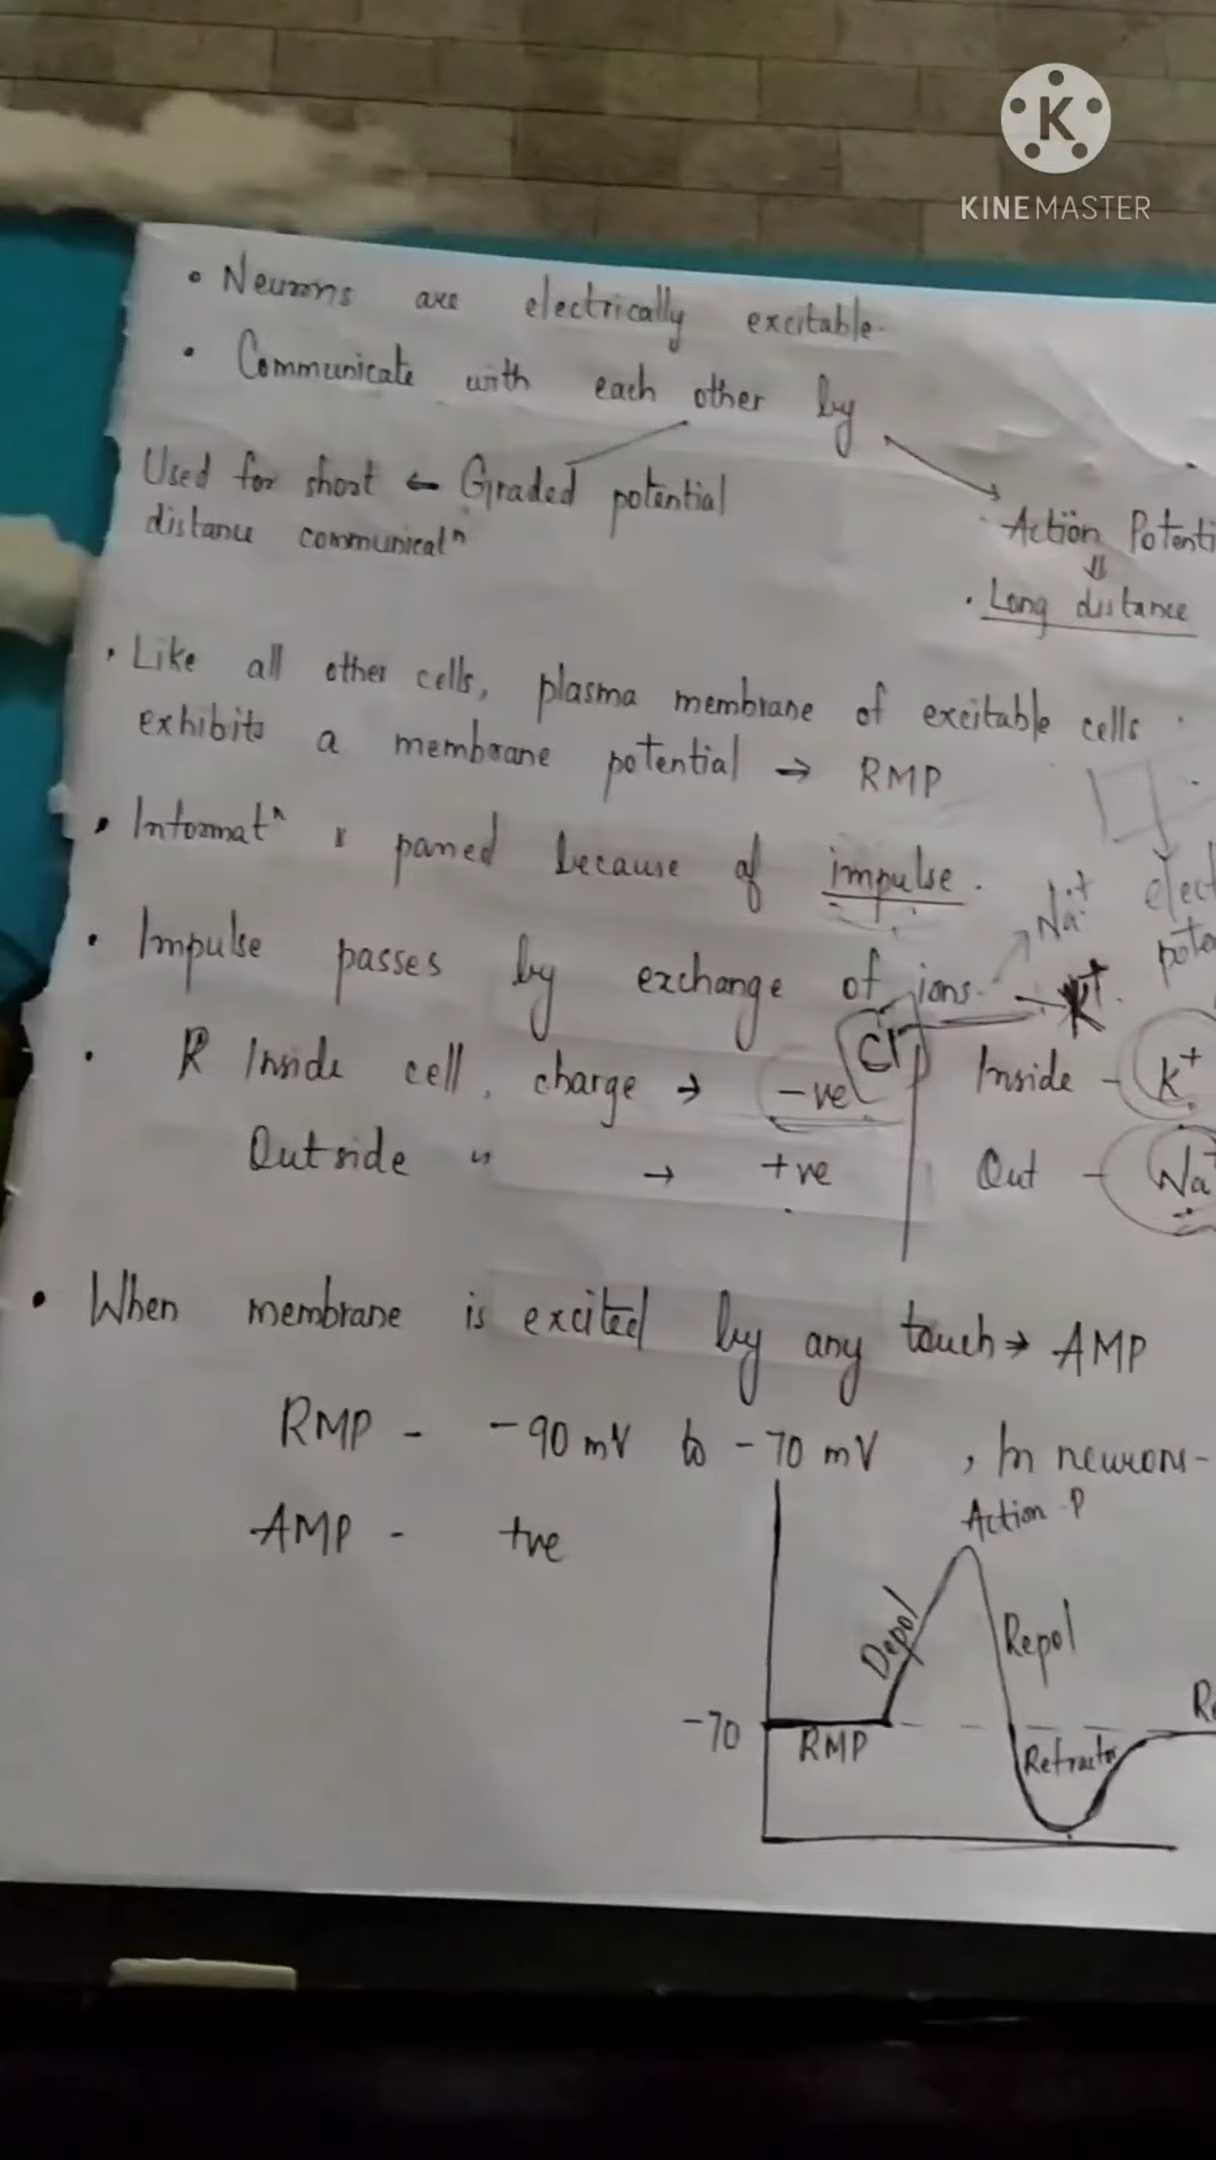 KINEMASTER
• Neurons are electrically excitable.
• Communicate with each other by
Used for short ← Graded potential
distance communicatⁿ
Action Potenti
⇓
• Long distance
• Like all other cells, plasma membrane of excitable cells
exhibits a membrane potential → RMP
• Informatⁿ is passed because of impulse.
Na⁺ elect
• Impulse passes by exchange of ions. → K⁺ pote
Cl⁻
• R Inside cell, charge → -ve Inside - K⁺
Outside " → +ve Out - Na⁺
• When membrane is excited by any touch → AMP
RMP - -90 mV to -70 mV , In neurons -
AMP - +ve
Action P
Depol
Repol
-70
RMP
Refractor
Re